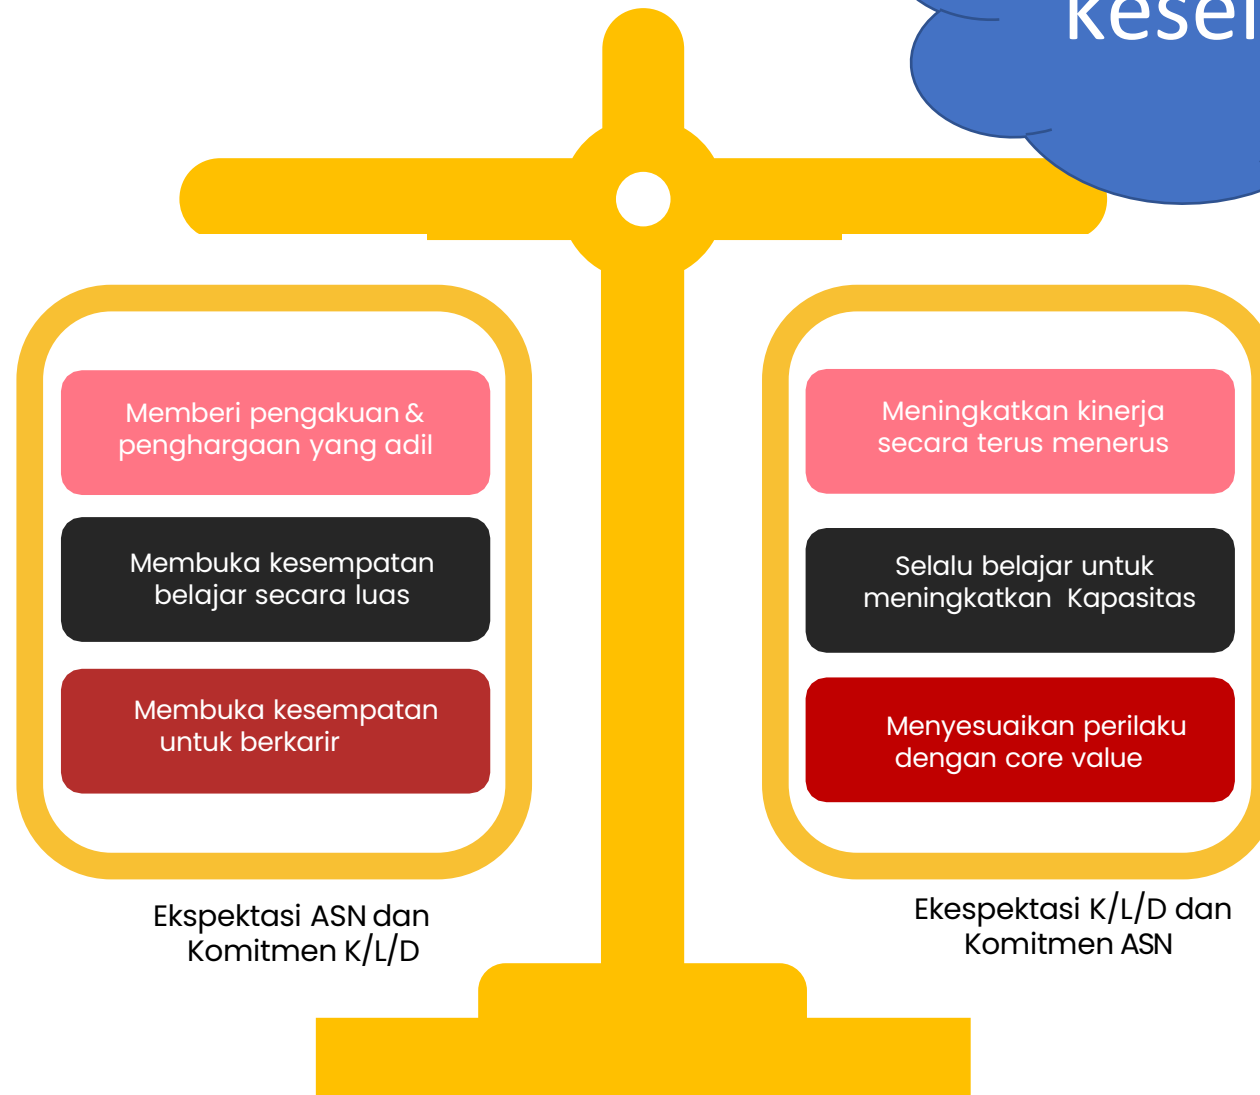 Memberi pengakuan &
penghargaan yang adil
Membuka kesempatan
belajar secara luas
Membuka kesempatan
untuk berkarir
Ekspektasi ASN dan
Komitmen K/L/D
Meningkatkan kinerja
secara terus menerus
Selalu belajar untuk
meningkatkan Kapasitas
Menyesuaikan perilaku
dengan core value
Ekespektasi K/L/D dan
Komitmen ASN